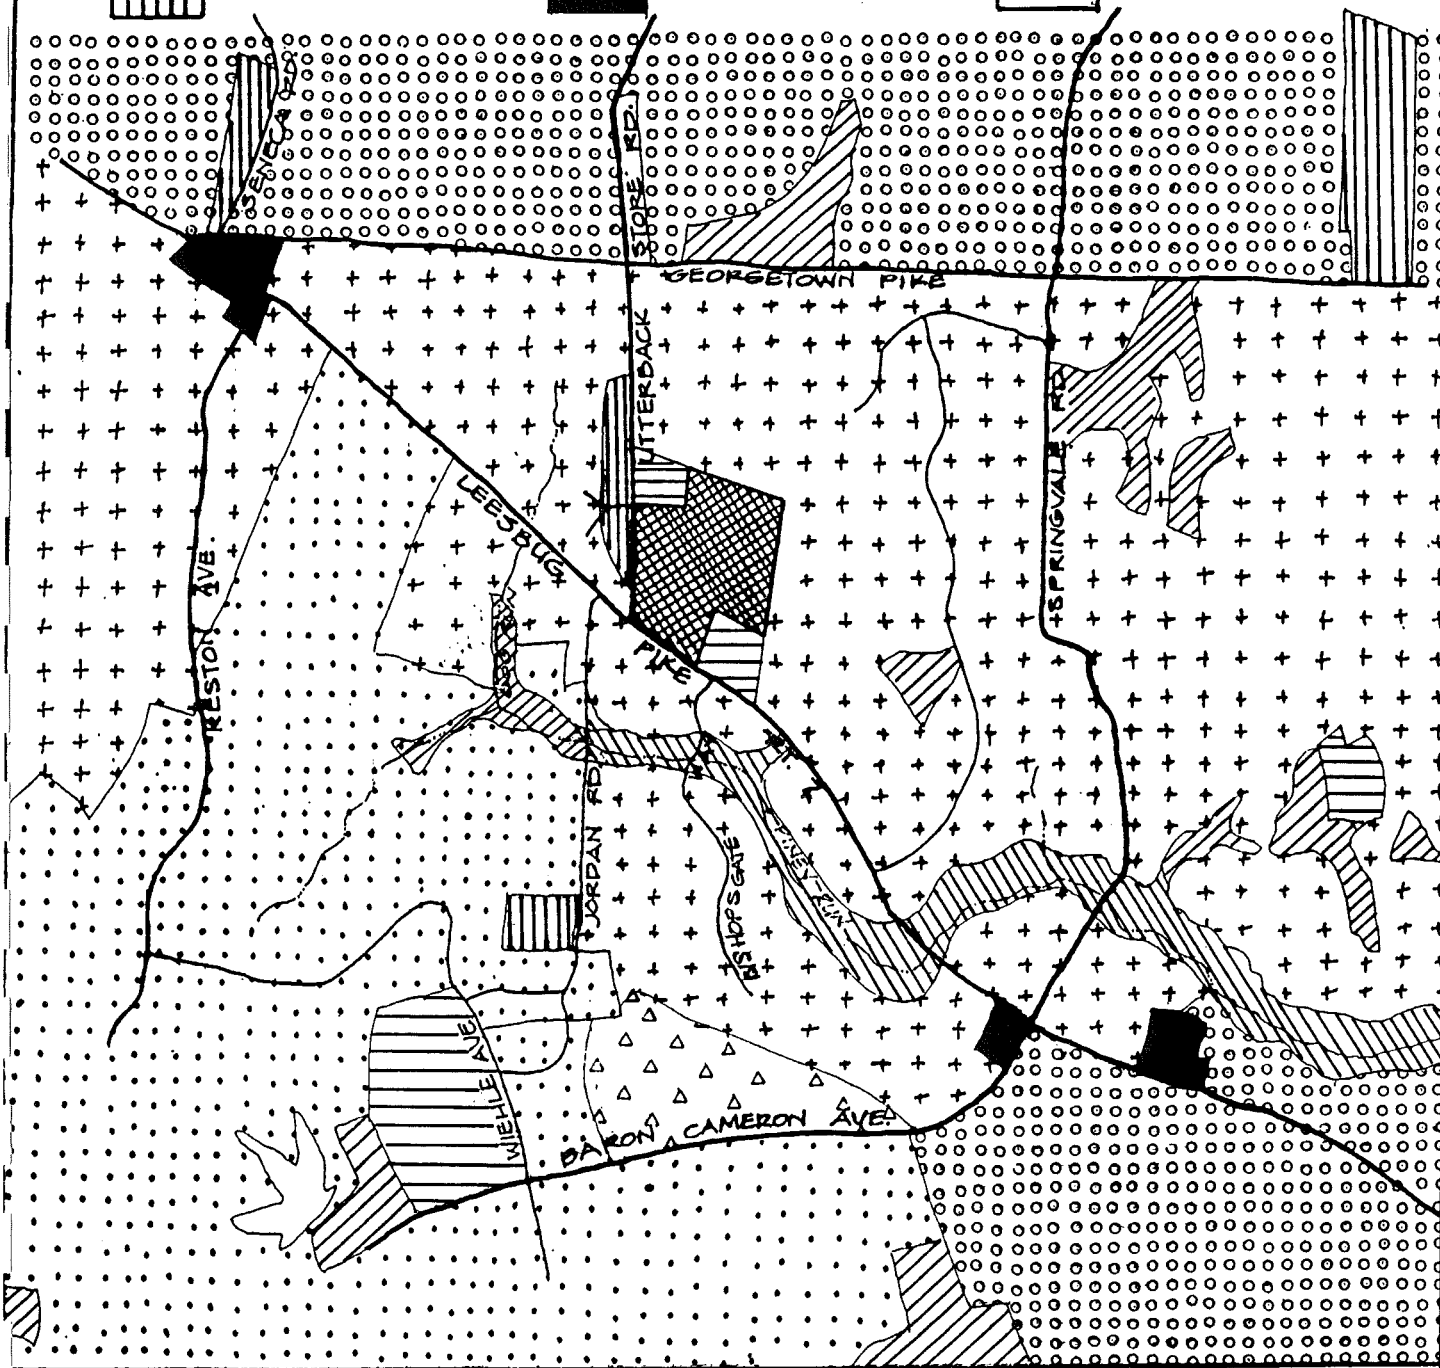 SENECA RD.
UTTERBACK STORE RD.
GEORGETOWN PIKE
LEESBUG PIKE
SPRINGVALE RD
RESTON AVE.
JORDAN RD.
BISHOPSGATE WAY
WIEHLE AVE.
BARON CAMERON AVE.